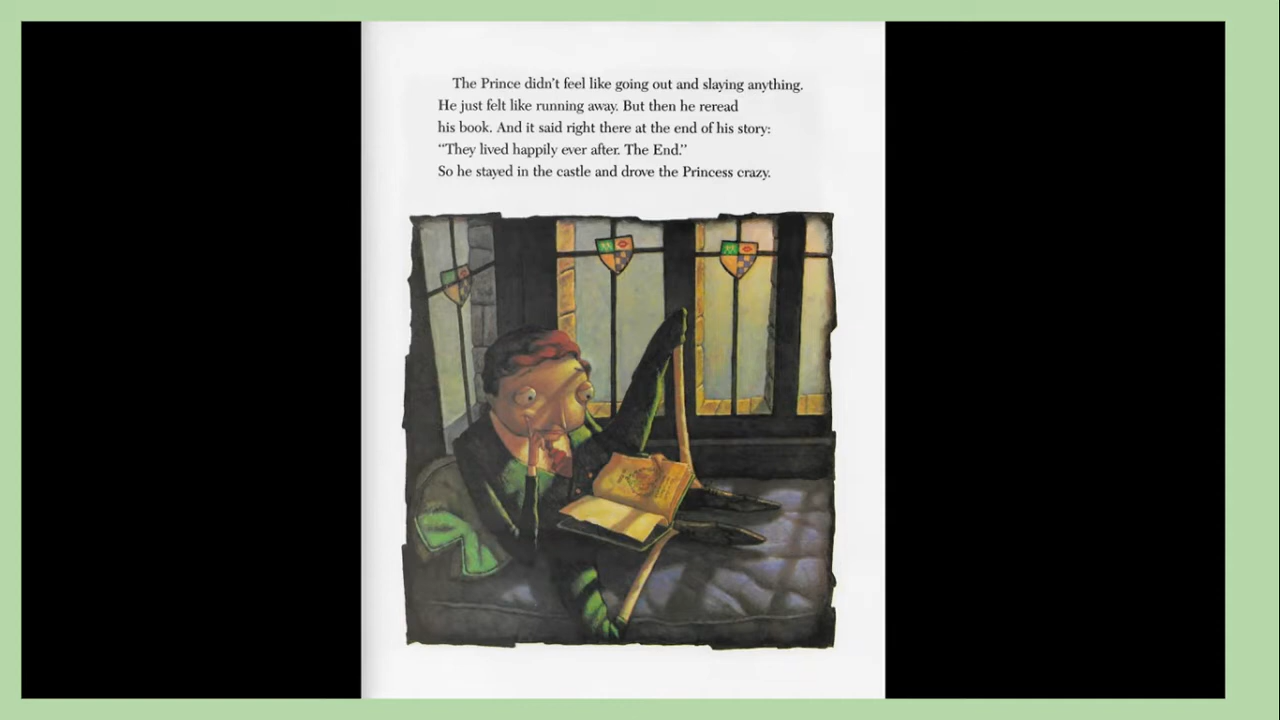 The Prince didn’t feel like going out and slaying anything.
He just felt like running away. But then he reread
his book. And it said right there at the end of his story:
“They lived happily ever after. The End.”
So he stayed in the castle and drove the Princess crazy.